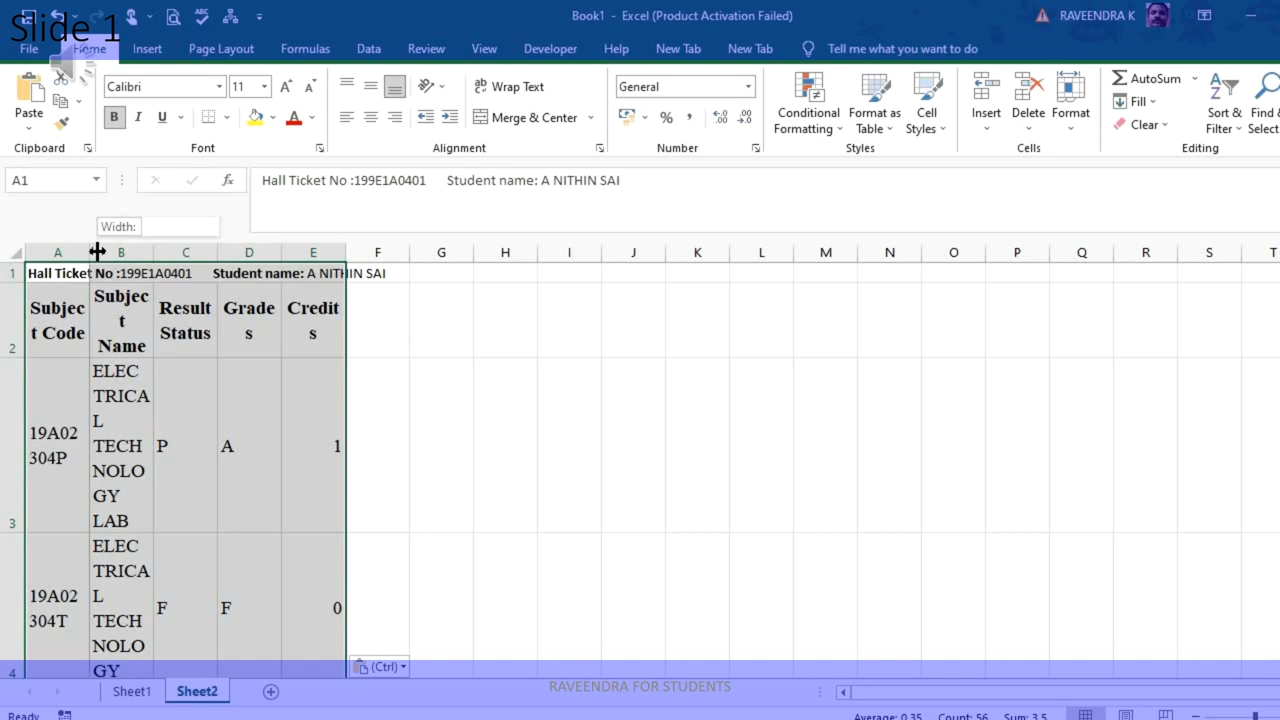 Slide 1
Book1 - Excel (Product Activation Failed)
RAVEENDRA K
File Home Insert Page Layout Formulas Data Review View Developer Help New Tab New Tab Tell me what you want to do
Calibri 11
Wrap Text
General
AutoSum
Paste
B I U
Merge & Center
Conditional Formatting
Format as Table
Cell Styles
Insert
Delete
Format
Fill
Clear
Sort &
Filter
Find &
Select
Clipboard Font Alignment Number Styles Cells Editing
A1
fx
Hall Ticket No :199E1A0401 Student name: A NITHIN SAI
Width:
A B C D E F G H I J K L M N O P Q R S T
1 Hall Ticket No :199E1A0401 Student name: A NITHIN SAI
2
Subjec
t Code
Subjec
t
Name
Result
Status
Grade
s
Credit
s
3
19A02
304P
ELEC
TRICA
L
TECH
NOLO
GY
LAB
P
A
1
4
19A02
304T
ELEC
TRICA
L
TECH
NOLO
GY
F
F
0
(Ctrl)
Sheet1 Sheet2
RAVEENDRA FOR STUDENTS
Ready
Average: 0.35 Count: 56 Sum: 3.5